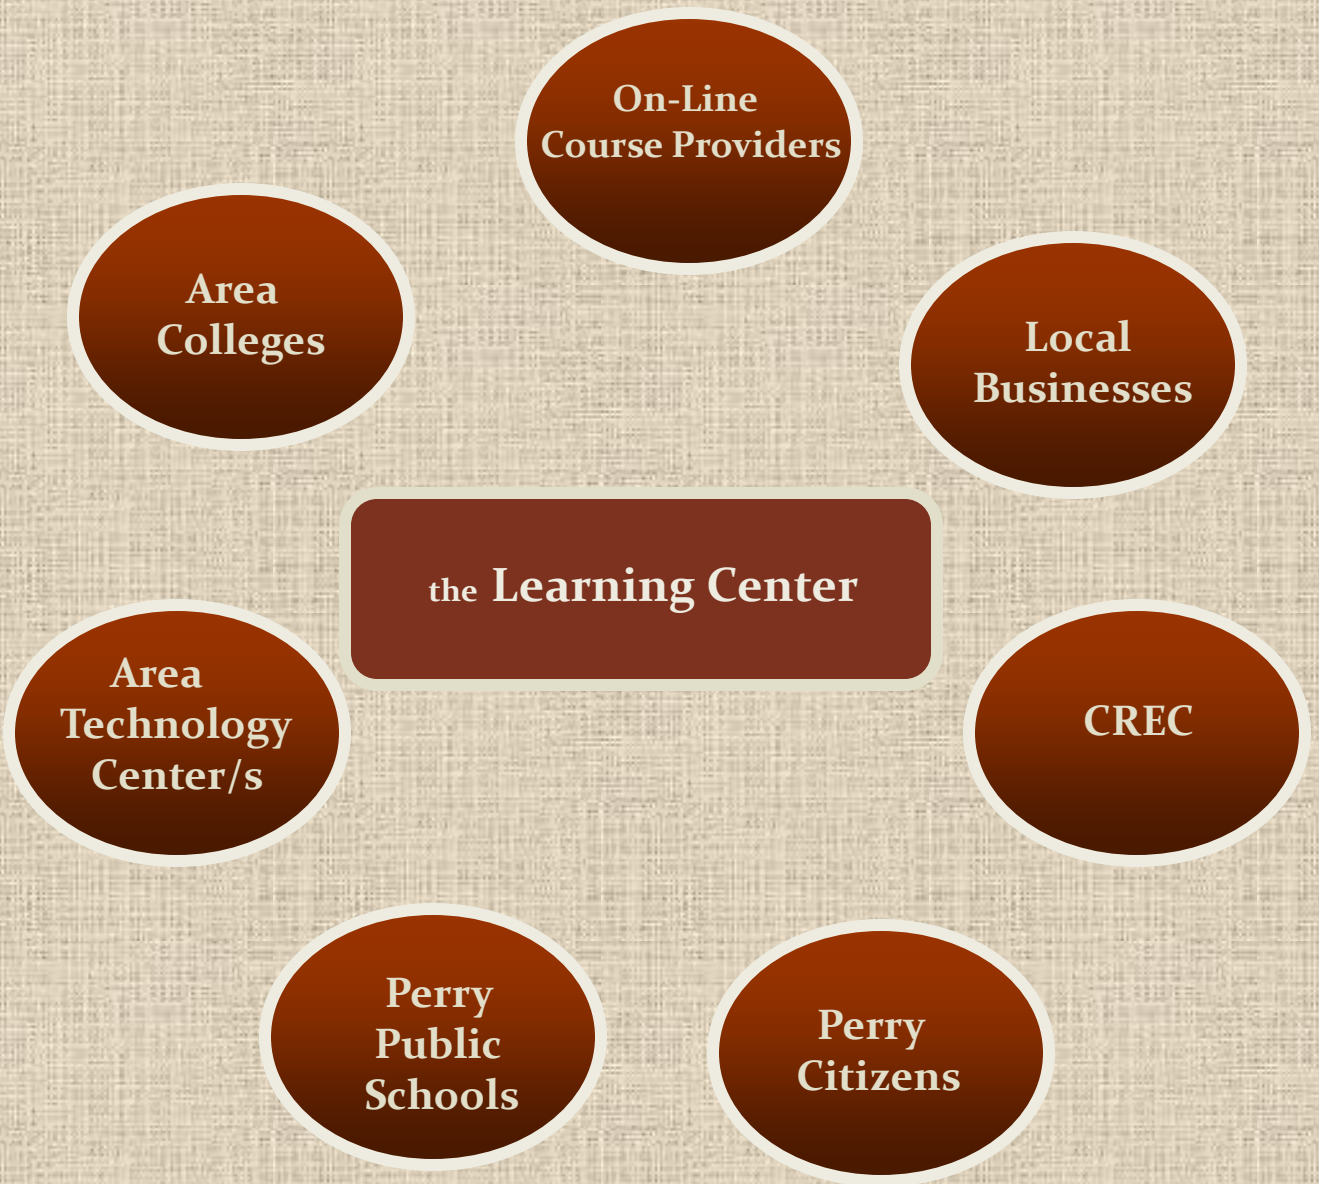 On-Line
Course Providers
Area
Colleges
Local
Businesses
the Learning Center
Area
Technology
Center/s
CREC
Perry
Public
Schools
Perry
Citizens